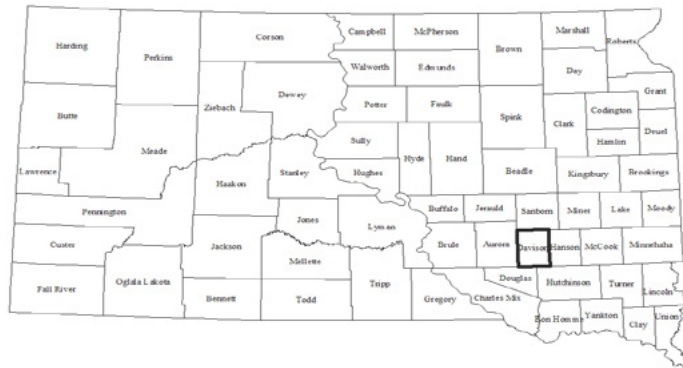 Harding
Perkins
Corson
Campbell
McPherson
Brown
Marshall
Roberts
Walworth
Edmunds
Day
Dewey
Ziebach
Grant
Butte
Potter
Faulk
Spink
Clark
Codington
Deuel
Hamlin
Meade
Sully
Hyde
Hand
Lawrence
Haakon
Stanley
Hughes
Beadle
Kingsbury
Brookings
Pennington
Jones
Lyman
Buffalo
Jerauld
Sanborn
Miner
Lake
Moody
Custer
Jackson
Brule
Aurora
Davison
Hanson
McCook
Minnehaha
Mellette
Fall River
Oglala Lakota
Bennett
Todd
Tripp
Gregory
Douglas
Charles Mix
Hutchinson
Turner
Lincoln
Bon Homme
Yankton
Clay
Union